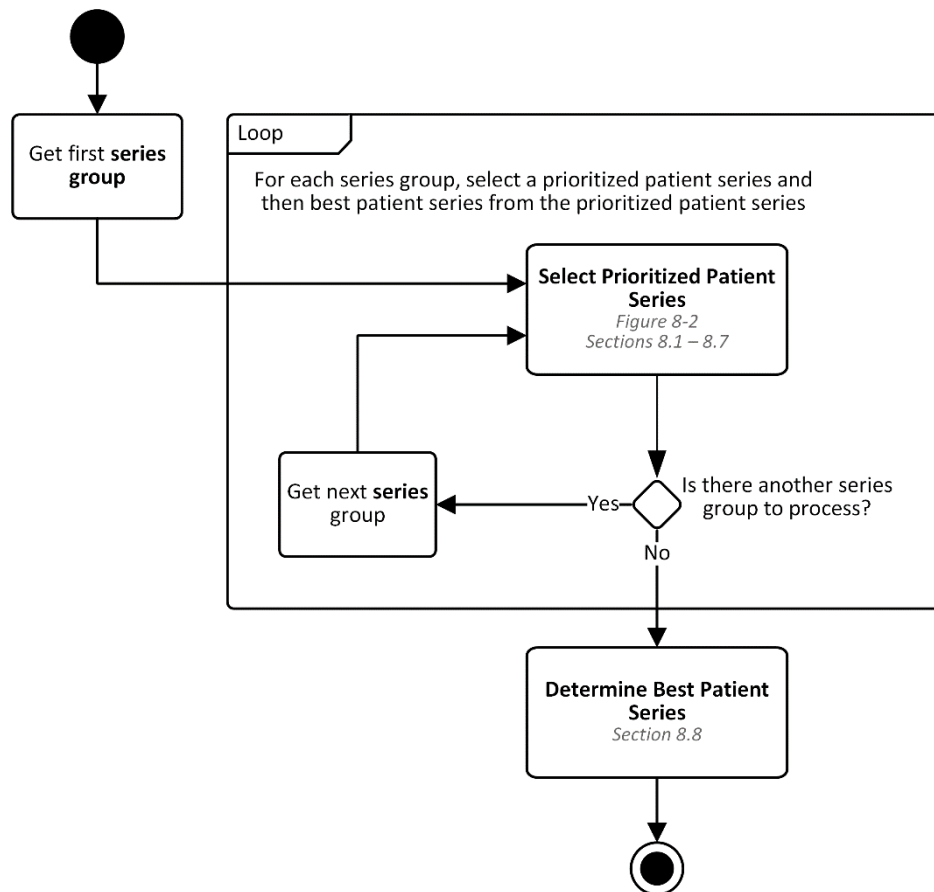 Get first series
group
Loop
For each series group, select a prioritized patient series and
then best patient series from the prioritized patient series
Select Prioritized Patient
Series
Figure 8-2
Sections 8.1 – 8.7
Get next series
group
Yes
Is there another series
group to process?
No
Determine Best Patient
Series
Section 8.8